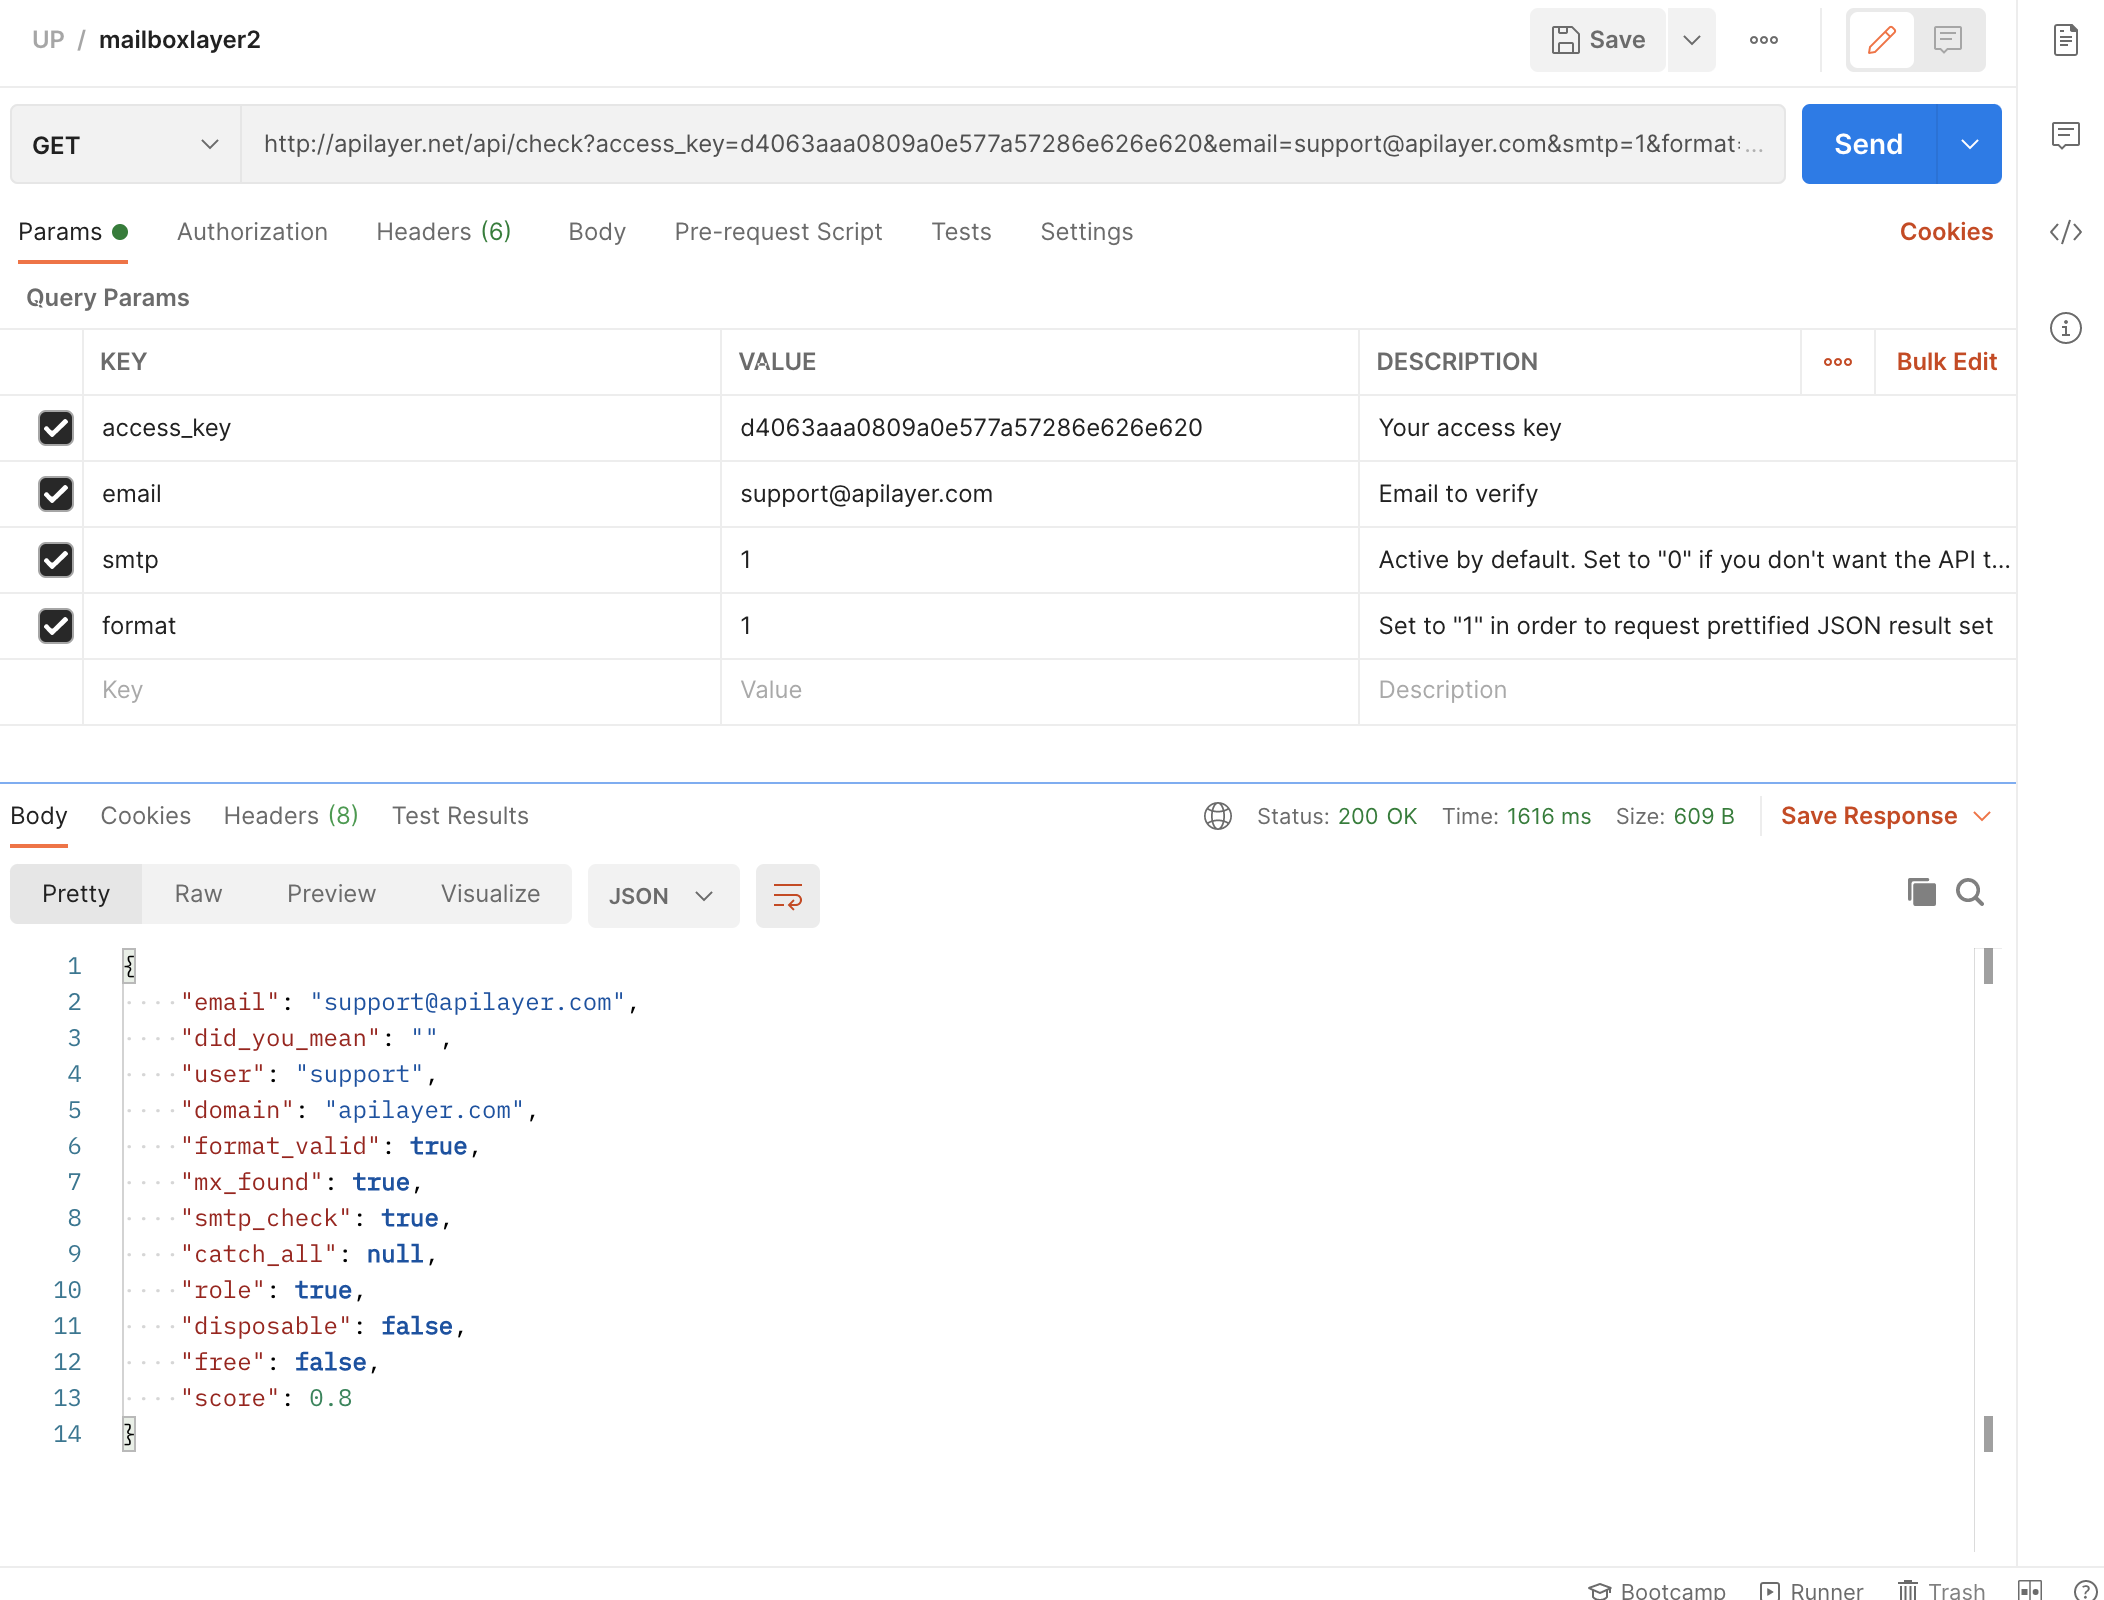 UP / mailboxlayer2
Save
GET
http://apilayer.net/api/check?access_key=d4063aaa0809a0e577a57286e626e620&email=support@apilayer.com&smtp=1&format=...
Send
Params Authorization Headers (6) Body Pre-request Script Tests Settings Cookies
Query Params
KEY VALUE DESCRIPTION Bulk Edit
access_key d4063aaa0809a0e577a57286e626e620 Your access key
email support@apilayer.com Email to verify
smtp 1 Active by default. Set to "0" if you don't want the API t...
format 1 Set to "1" in order to request prettified JSON result set
Key Value Description
Body Cookies Headers (8) Test Results Status: 200 OK Time: 1616 ms Size: 609 B Save Response
Pretty Raw Preview Visualize JSON
1 {
2 "email": "support@apilayer.com",
3 "did_you_mean": "",
4 "user": "support",
5 "domain": "apilayer.com",
6 "format_valid": true,
7 "mx_found": true,
8 "smtp_check": true,
9 "catch_all": null,
10 "role": true,
11 "disposable": false,
12 "free": false,
13 "score": 0.8
14 }
Bootcamp Runner Trash